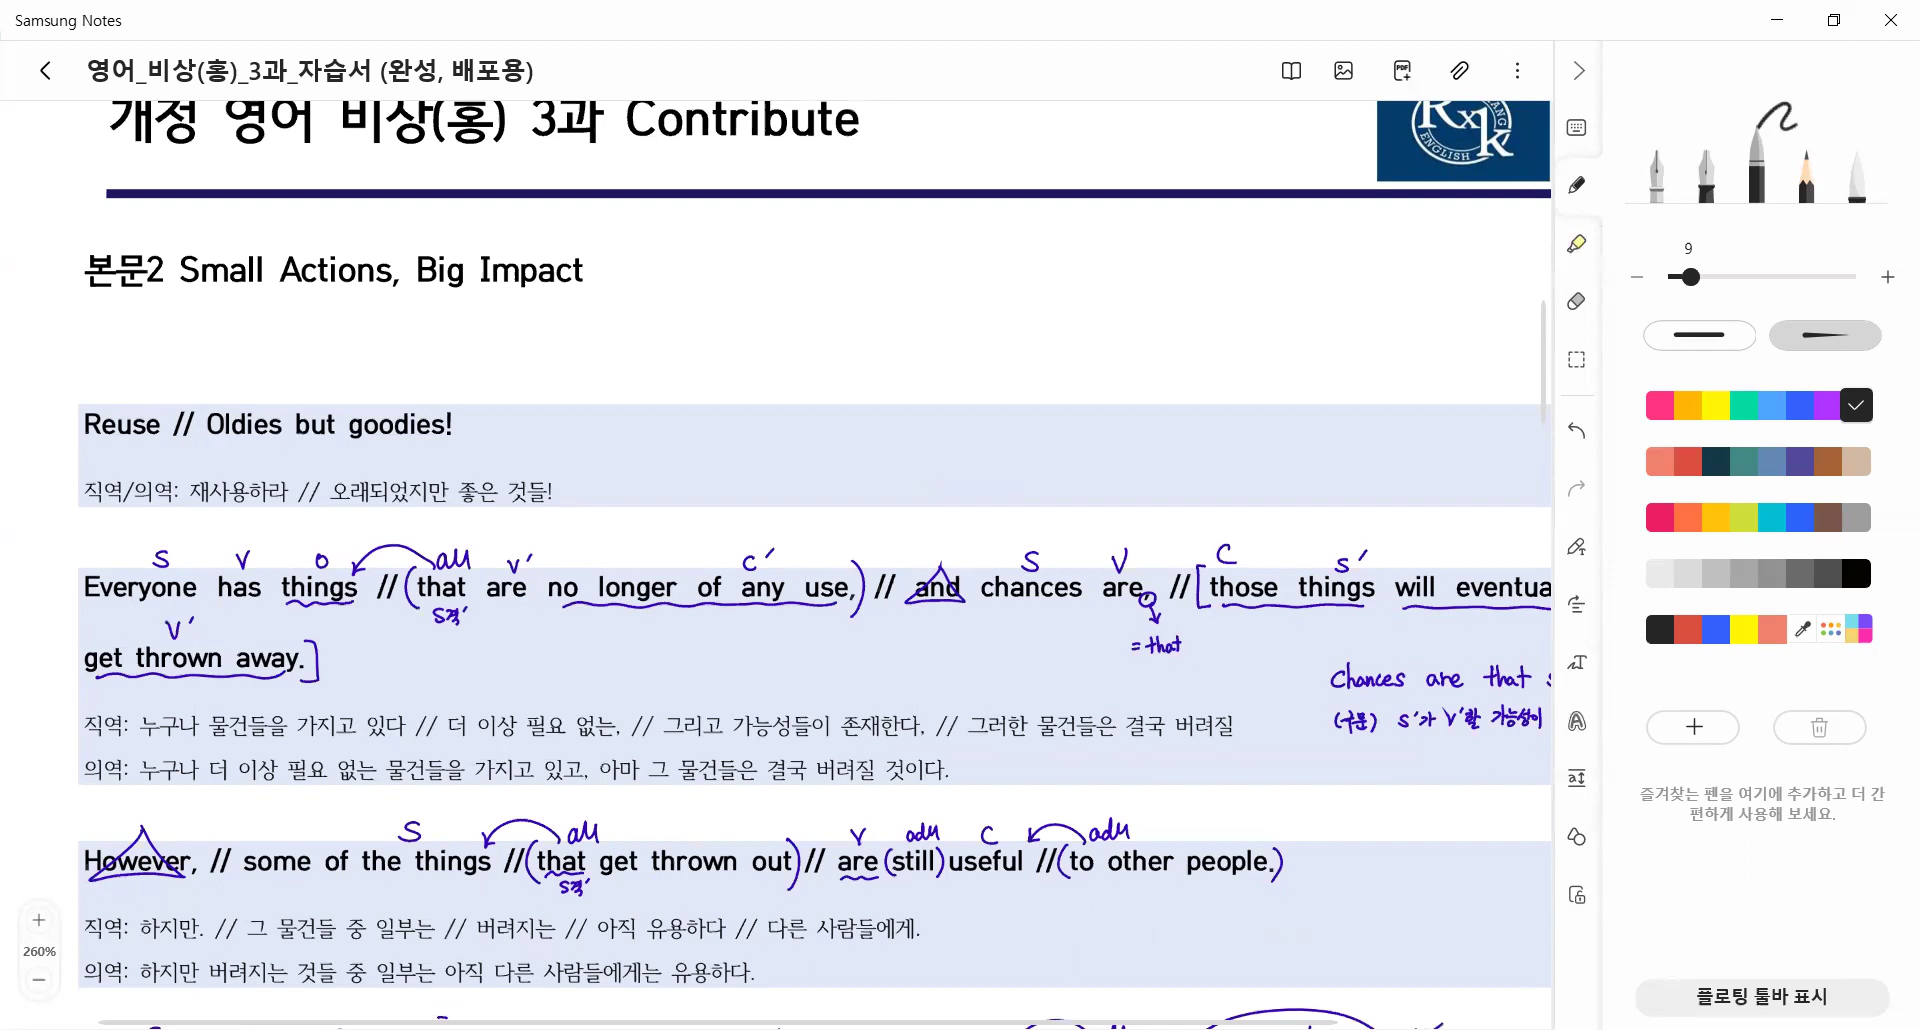 Samsung Notes
영어_비상(홍)_3과_자습서 (완성, 배포용)
개정 영어 비상(홍) 3과 Contribute
RxK
ENGLISH
본문2 Small Actions, Big Impact
Reuse // Oldies but goodies!
직역/의역: 재사용하라 // 오래되었지만 좋은 것들!
S V O all V' C' S V C S'
Everyone has things // (that are no longer of any use,) // and chances are, // [those things will eventua
S격'
V'
= that
get thrown away.]
Chances are that s
(구문) S'가 V'할 가능성이
직역: 누구나 물건들을 가지고 있다 // 더 이상 필요 없는, // 그리고 가능성들이 존재한다, // 그러한 물건들은 결국 버려질
의역: 누구나 더 이상 필요 없는 물건들을 가지고 있고, 아마 그 물건들은 결국 버려질 것이다.
S all V adu C adu
However, // some of the things //(that get thrown out)// are (still) useful //(to other people.)
S격'
직역: 하지만. // 그 물건들 중 일부는 // 버려지는 // 아직 유용하다 // 다른 사람들에게.
의역: 하지만 버려지는 것들 중 일부는 아직 다른 사람들에게는 유용하다.
260%
PDF
9
즐겨찾는 펜을 여기에 추가하고 더 간
편하게 사용해 보세요.
플로팅 툴바 표시